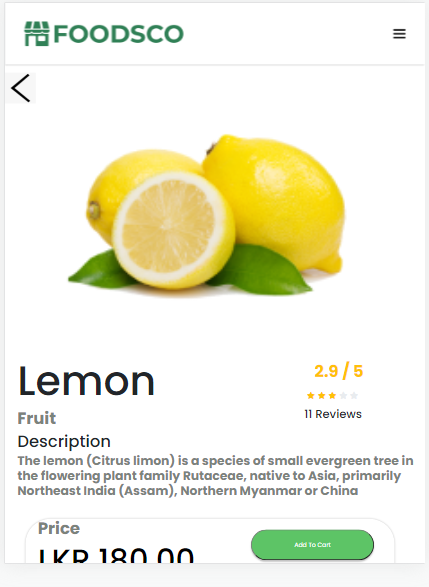 FOODSCO
Lemon
2.9 / 5
Fruit
11 Reviews
Description
The lemon (Citrus limon) is a species of small evergreen tree in
the flowering plant family Rutaceae, native to Asia, primarily
Northeast India (Assam), Northern Myanmar or China
Price
LKR 180.00
Add To Cart